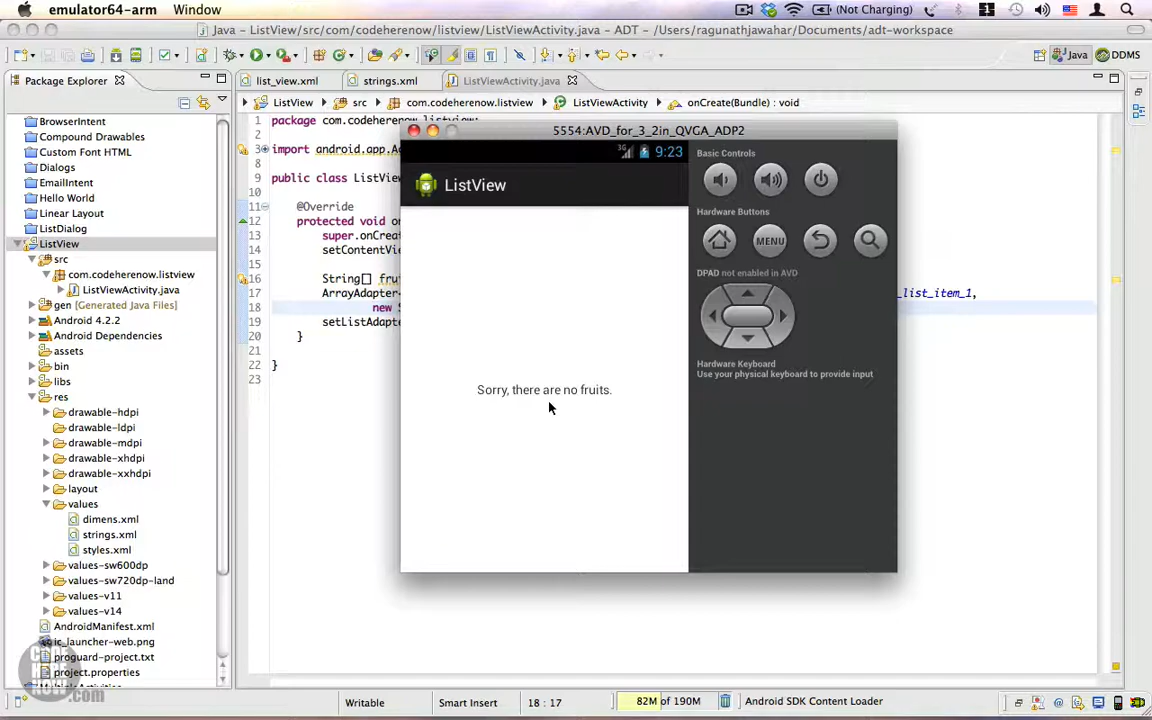 emulator64-arm Window (Not Charging)
Java - ListView/src/com/codeherenow/listview/ListViewActivity.java - ADT - /Users/ragunathjawahar/Documents/adt-workspace
Java DDMS
Package Explorer
list_view.xml strings.xml ListViewActivity.java
ListView src com.codeherenow.listview ListViewActivity onCreate(Bundle) : void
BrowserIntent
Compound Drawables
Custom Font HTML
Dialogs
EmailIntent
Hello World
Linear Layout
ListDialog
ListView
src
com.codeherenow.listview
ListViewActivity.java
gen [Generated Java Files]
Android 4.2.2
Android Dependencies
assets
bin
libs
res
drawable-hdpi
drawable-ldpi
drawable-mdpi
drawable-xhdpi
drawable-xxhdpi
layout
values
dimens.xml
strings.xml
styles.xml
values-sw600dp
values-sw720dp-land
values-v11
values-v14
AndroidManifest.xml
ic_launcher-web.png
proguard-project.txt
project.properties
1 package com.codeherenow.listview;
2
3 import android.app.A
8
9 public class ListView
10
11 @Override
12 protected void on
13 super.onCreat
14 setContentVi
15
16 String[] fru
17 ArrayAdapter _list_item_1,
18 new S
19 setListAdapte
20 }
21
22 }
23
5554:AVD_for_3_2in_QVGA_ADP2
3G 9:23
ListView
Sorry, there are no fruits.
Basic Controls
Hardware Buttons
MENU
DPAD not enabled in AVD
Hardware Keyboard
Use your physical keyboard to provide input
CODE HERE NOW.com
Writable Smart Insert 18 : 17 82M of 190M Android SDK Content Loader